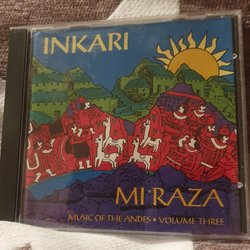 INKARI
MI RAZA
MUSIC OF THE ANDES • VOLUME THREE